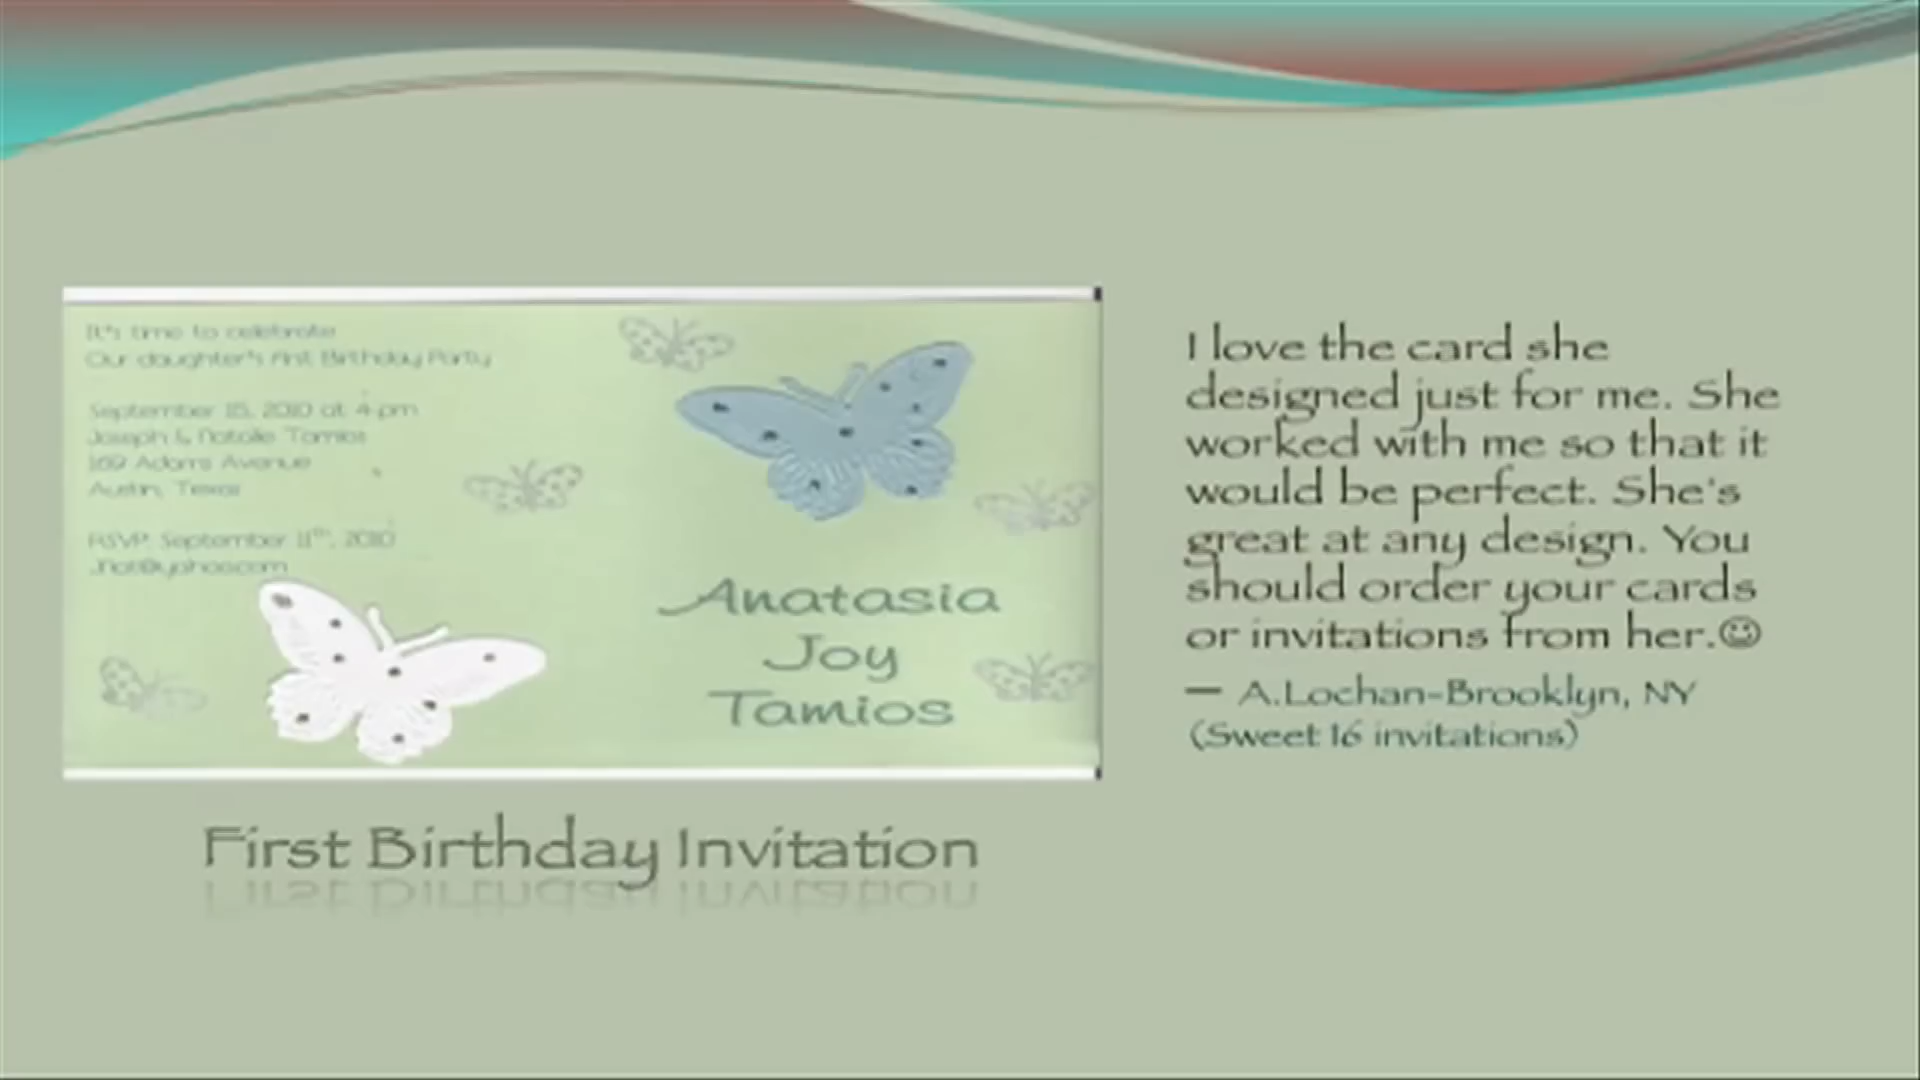 It's time to celebrate
Our daughter's first Birthday Party
September 15, 2010 at 4 pm
Joseph & Natalie Tamios
169 Adams Avenue
Austin, Texas
RSVP September 11th, 2010
Anatasia
Joy
Tamios
First Birthday Invitation
I love the card she
designed just for me. She
worked with me so that it
would be perfect. She's
great at any design. You
should order your cards
or invitations from her.☺
— A.Lochan-Brooklyn, NY
(Sweet 16 invitations)